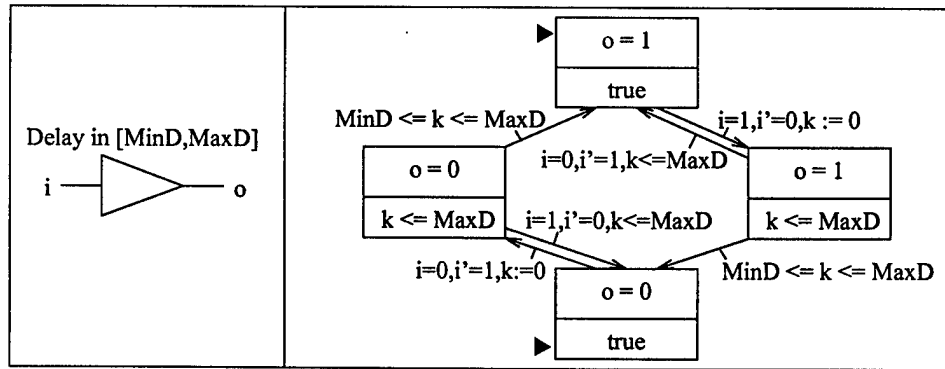 Delay in [MinD,MaxD]
i
o
o = 1
true
MinD <= k <= MaxD
i=1,i'=0,k := 0
i=0,i'=1,k<=MaxD
o = 0
k <= MaxD
o = 1
k <= MaxD
i=1,i'=0,k<=MaxD
i=0,i'=1,k:=0
MinD <= k <= MaxD
o = 0
true